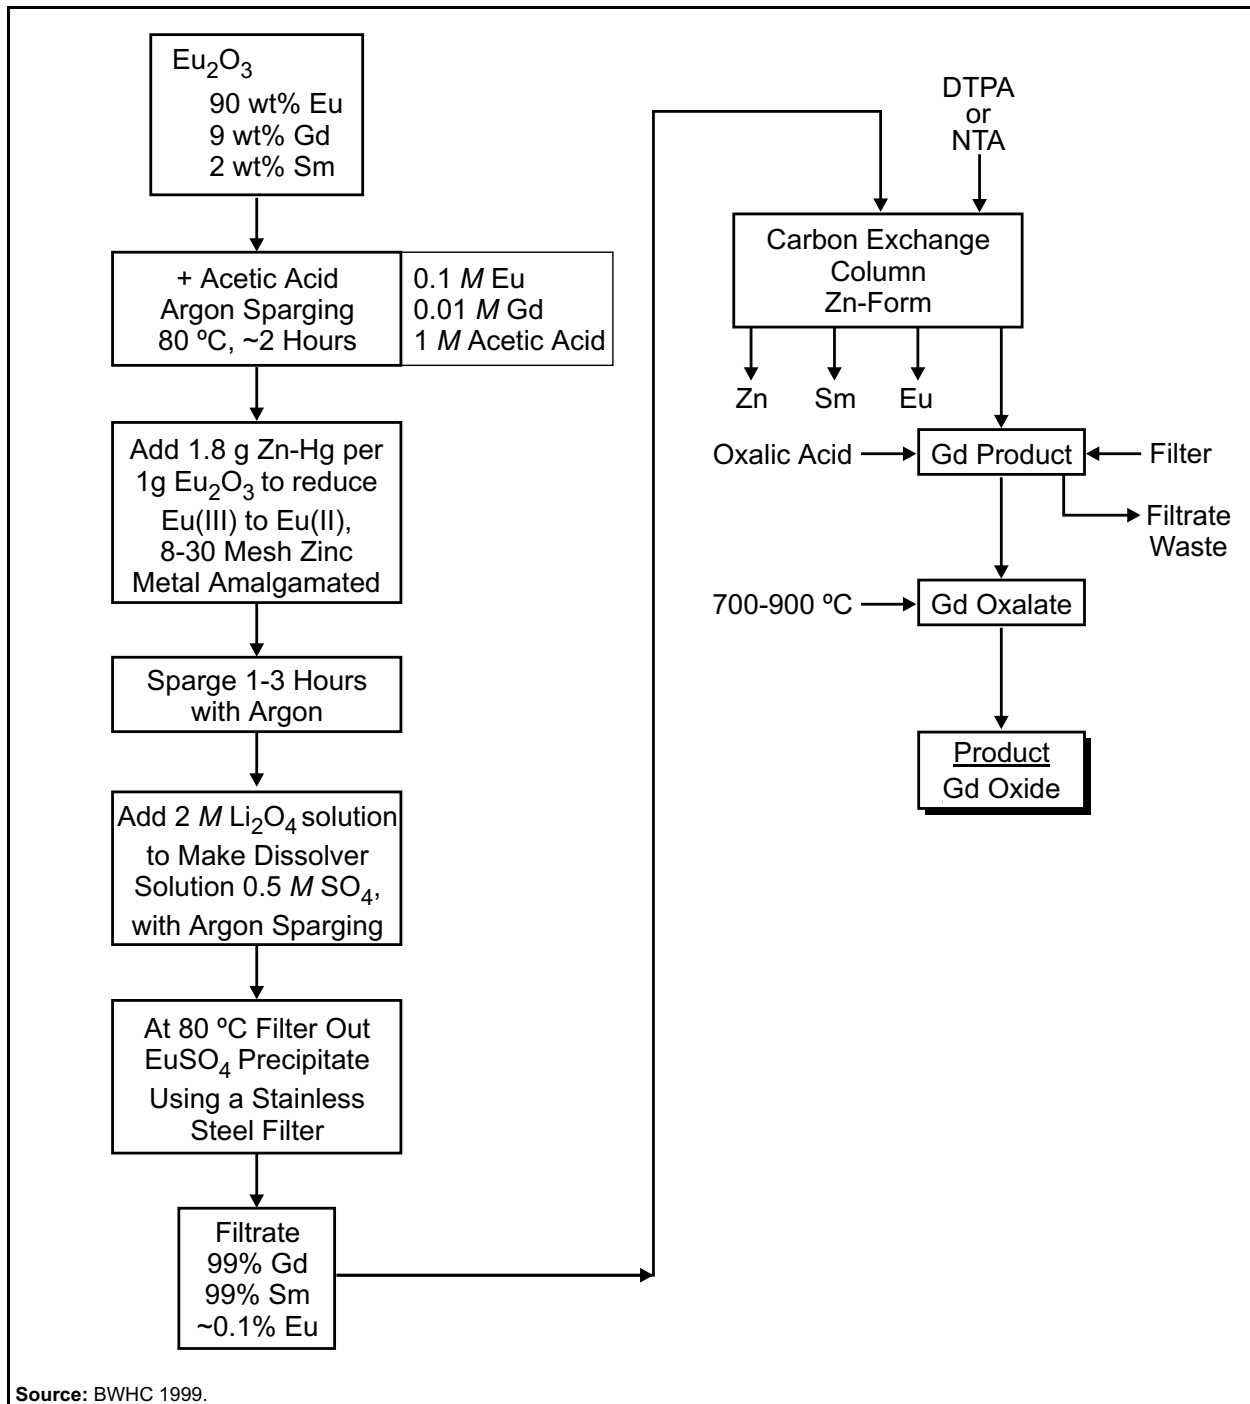 Eu₂O₃
90 wt% Eu
9 wt% Gd
2 wt% Sm
+ Acetic Acid
Argon Sparging
80 ºC, ~2 Hours
0.1 M Eu
0.01 M Gd
1 M Acetic Acid
Add 1.8 g Zn-Hg per
1g Eu₂O₃ to reduce
Eu(III) to Eu(II),
8-30 Mesh Zinc
Metal Amalgamated
Sparge 1-3 Hours
with Argon
Add 2 M Li₂O₄ solution
to Make Dissolver
Solution 0.5 M SO₄,
with Argon Sparging
At 80 ºC Filter Out
EuSO₄ Precipitate
Using a Stainless
Steel Filter
Filtrate
99% Gd
99% Sm
~0.1% Eu
DTPA
or
NTA
Carbon Exchange
Column
Zn-Form
Zn
Sm
Eu
Oxalic Acid
Gd Product
Filter
Filtrate
Waste
700-900 ºC
Gd Oxalate
Product
Gd Oxide
Source: BWHC 1999.